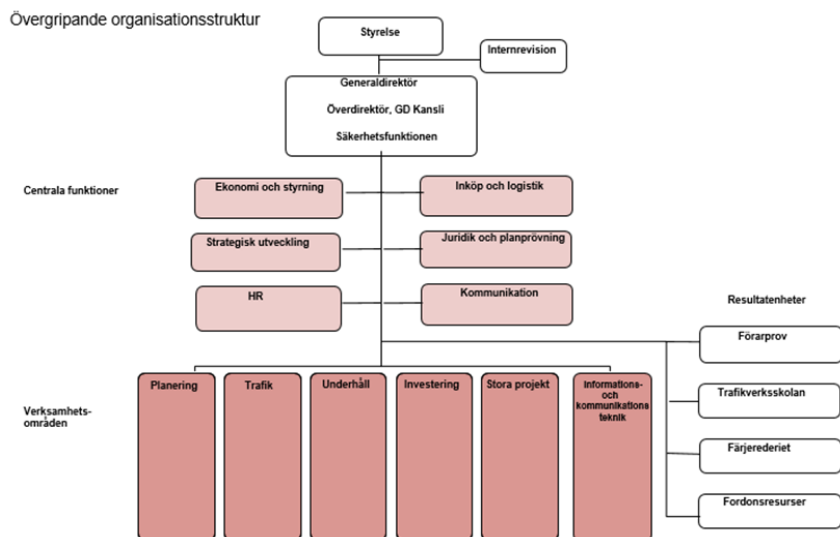 Övergripande organisationsstruktur
Styrelse
Internrevision
Generaldirektör
Överdirektör, GD Kansli
Säkerhetsfunktionen
Centrala funktioner
Ekonomi och styrning
Inköp och logistik
Strategisk utveckling
Juridik och planprövning
HR
Kommunikation
Resultatenheter
Förarprov
Trafikverksskolan
Färjerederiet
Fordonsresurser
Verksamhets-
områden
Planering
Trafik
Underhåll
Investering
Stora projekt
Informations-
och
kommunikations
teknik